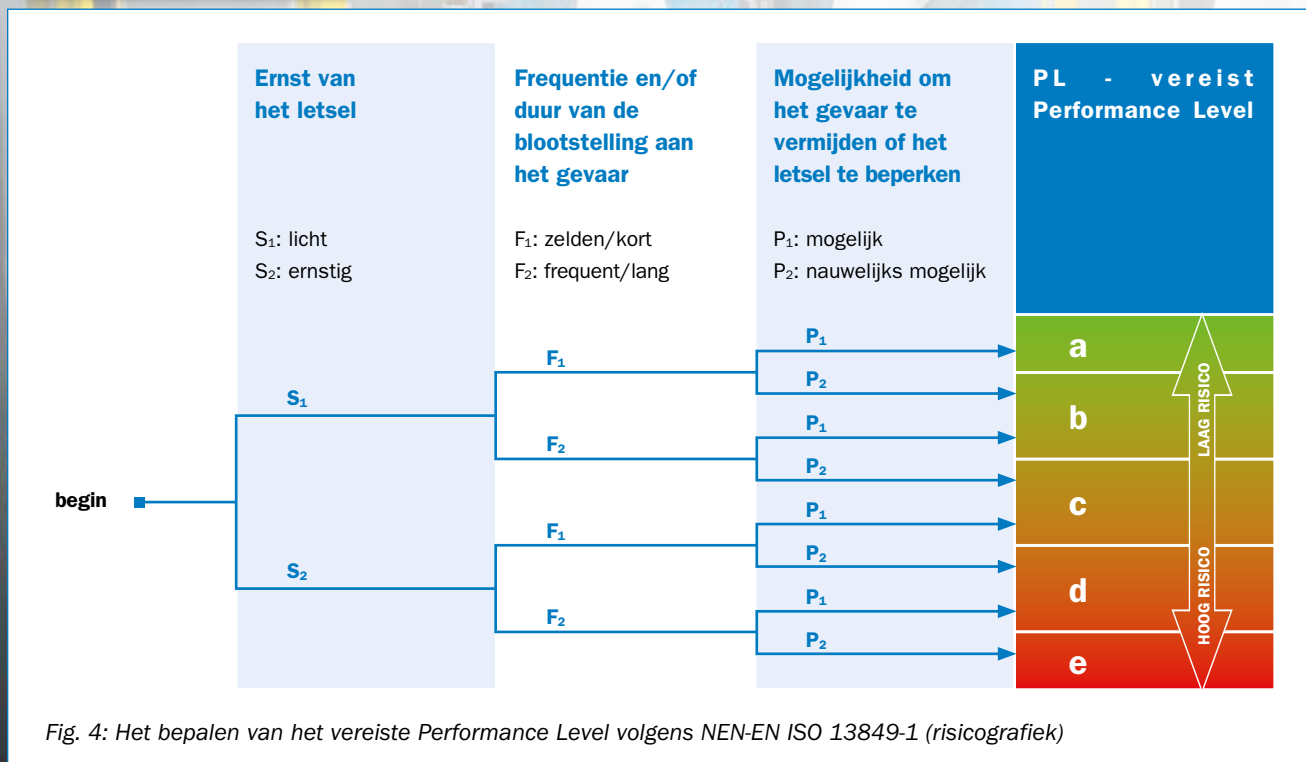 Ernst van
het letsel
Frequentie en/of
duur van de
blootstelling aan
het gevaar
Mogelijkheid om
het gevaar te
vermijden of het
letsel te beperken
PL - vereist
Performance Level
S₁: licht
S₂: ernstig
F₁: zelden/kort
F₂: frequent/lang
P₁: mogelijk
P₂: nauwelijks mogelijk
begin
S₁
S₂
F₁
F₂
F₁
F₂
P₁
P₂
P₁
P₂
P₁
P₂
P₁
P₂
a
b
c
d
e
LAAG RISICO
HOOG RISICO
Fig. 4: Het bepalen van het vereiste Performance Level volgens NEN-EN ISO 13849-1 (risicografiek)